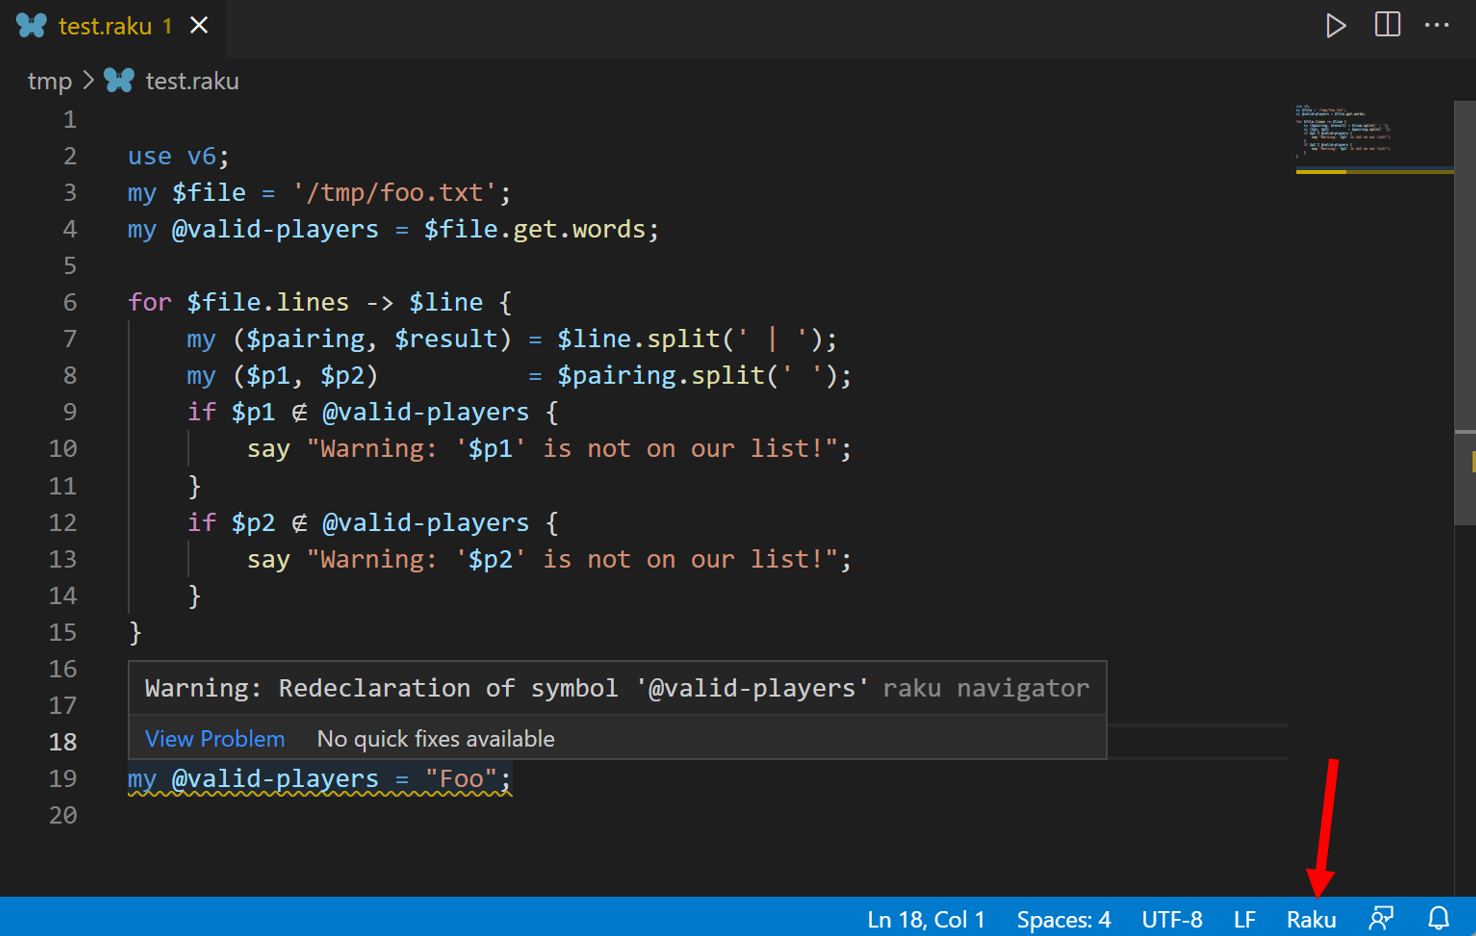 test.raku 1
tmp > test.raku
1
2 use v6;
3 my $file = '/tmp/foo.txt';
4 my @valid-players = $file.get.words;
5
6 for $file.lines -> $line {
7 my ($pairing, $result) = $line.split(' | ');
8 my ($p1, $p2)          = $pairing.split(' ');
9 if $p1 ∉ @valid-players {
10 say "Warning: '$p1' is not on our list!";
11 }
12 if $p2 ∉ @valid-players {
13 say "Warning: '$p2' is not on our list!";
14 }
15 }
16
Warning: Redeclaration of symbol '@valid-players' raku navigator
17
18
View Problem No quick fixes available
19 my @valid-players = "Foo";
20
Ln 18, Col 1 Spaces: 4 UTF-8 LF Raku